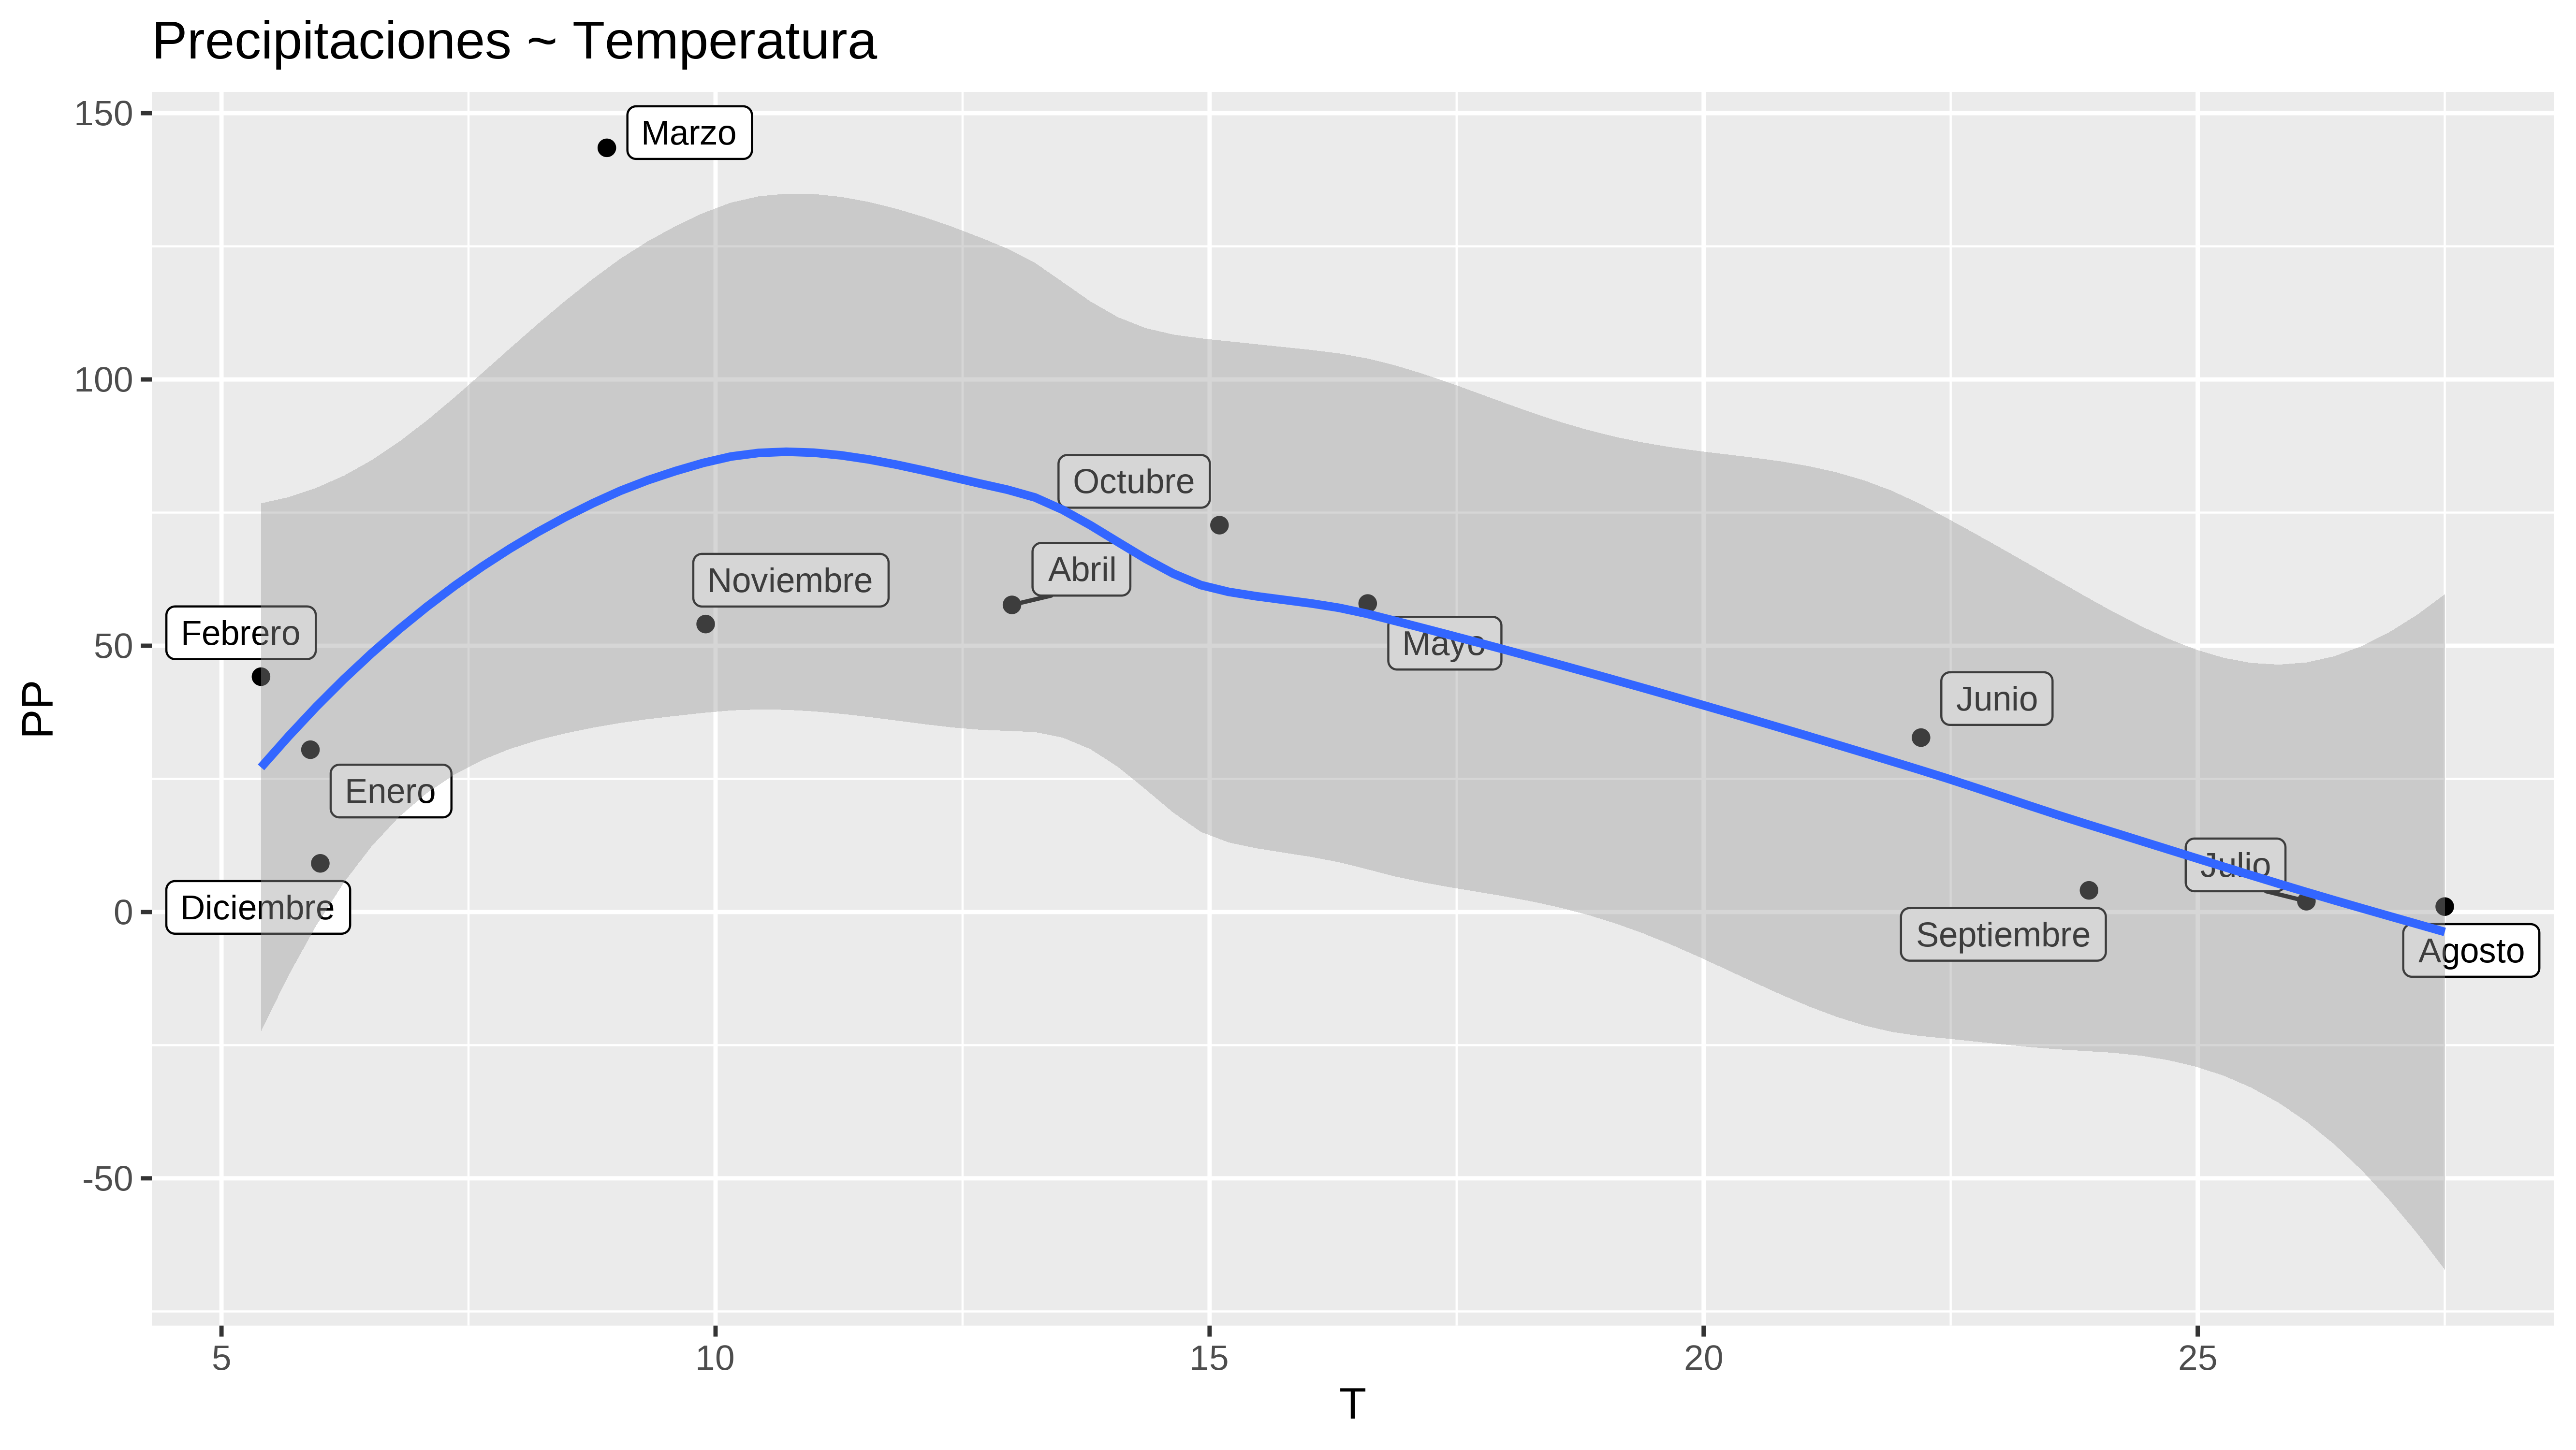 Precipitaciones ~ Temperatura
150
Marzo
100
Octubre
Abril
Noviembre
Febrero
50
Mayo
Junio
PP
Enero
Julio
Diciembre
0
Septiembre
Agosto
-50
5
10
15
20
25
T